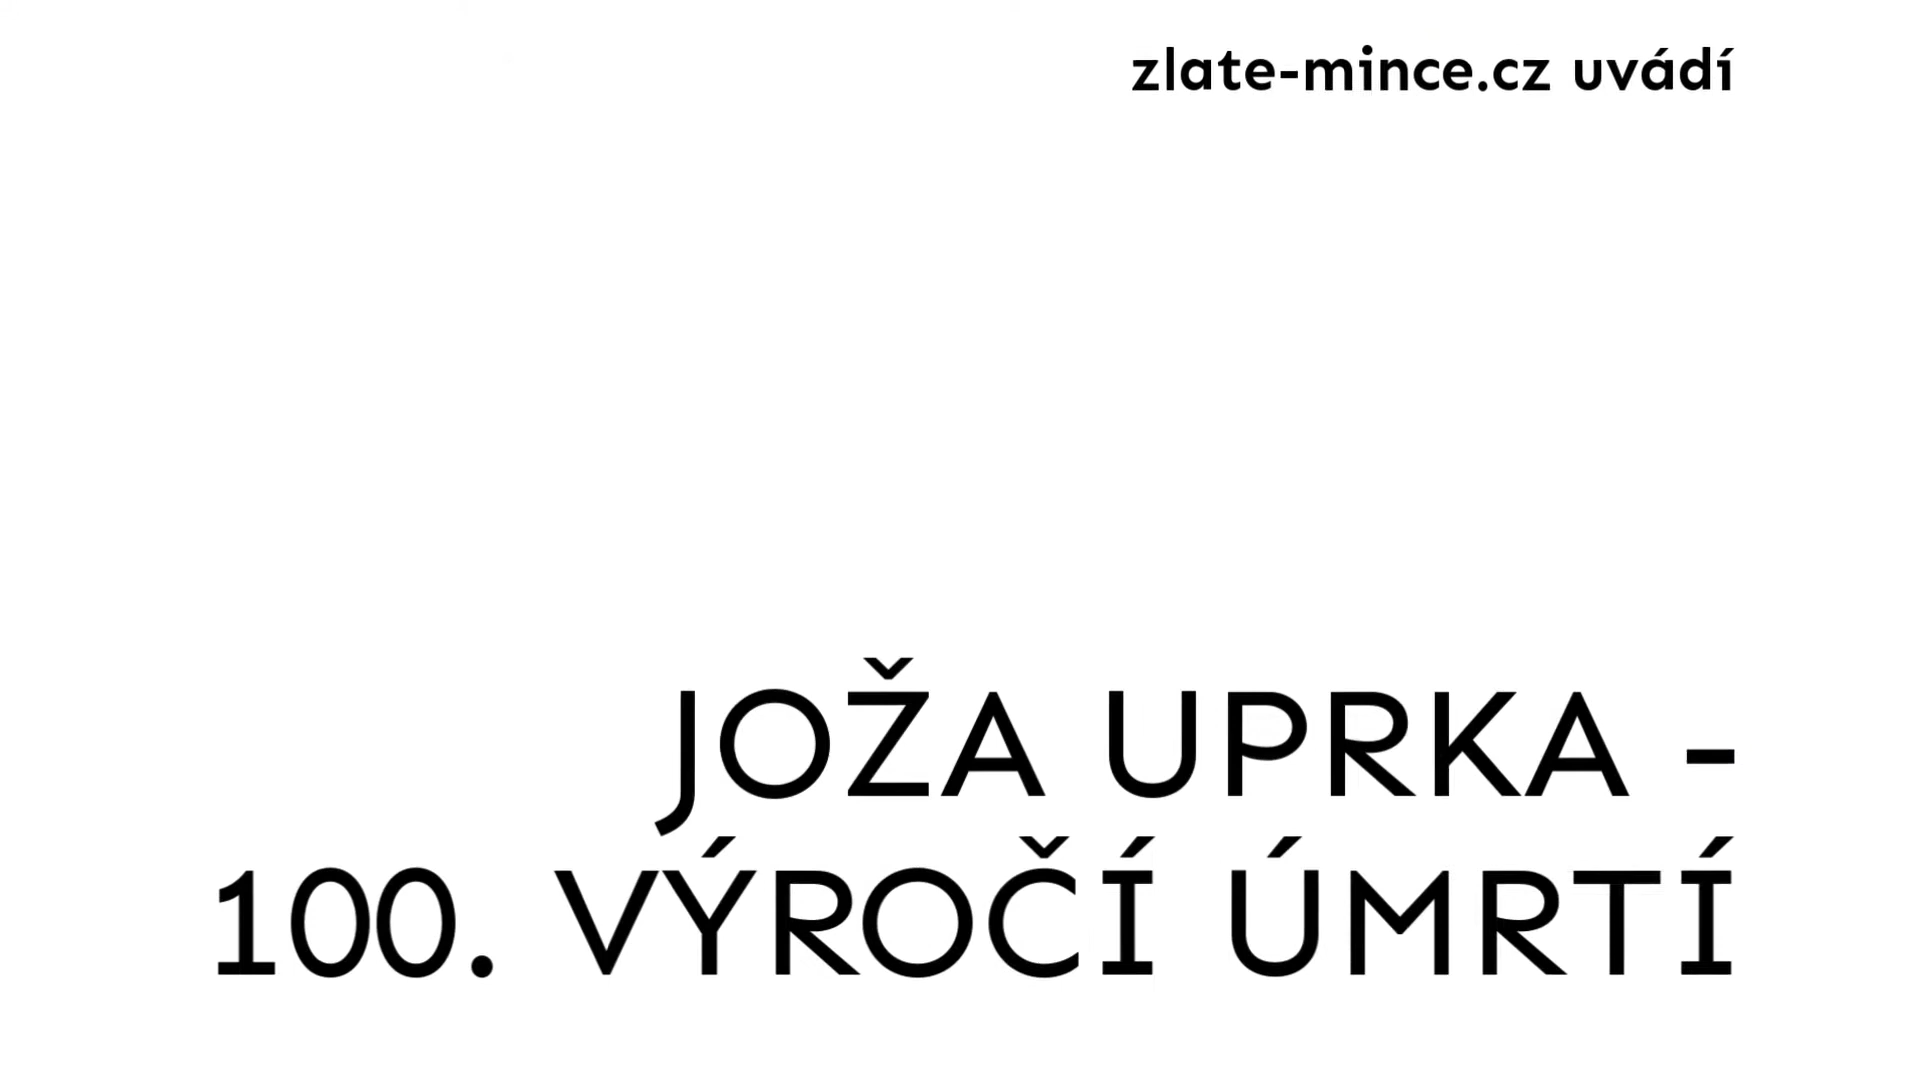 zlate-mince.cz uvádí
JOŽA UPRKA -
100. VÝROČÍ ÚMRTÍ